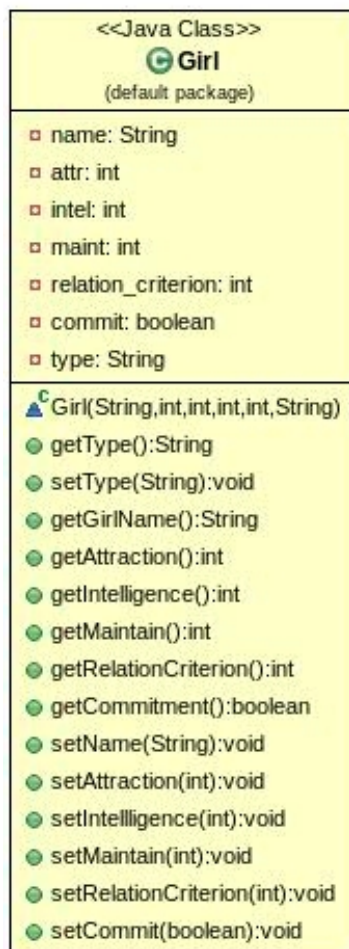 <<Java Class>>
C Girl
(default package)
name: String
attr: int
intel: int
maint: int
relation_criterion: int
commit: boolean
type: String
C Girl(String,int,int,int,int,String)
getType():String
setType(String):void
getGirlName():String
getAttraction():int
getIntelligence():int
getMaintain():int
getRelationCriterion():int
getCommitment():boolean
setName(String):void
setAttraction(int):void
setIntellligence(int):void
setMaintain(int):void
setRelationCriterion(int):void
setCommit(boolean):void